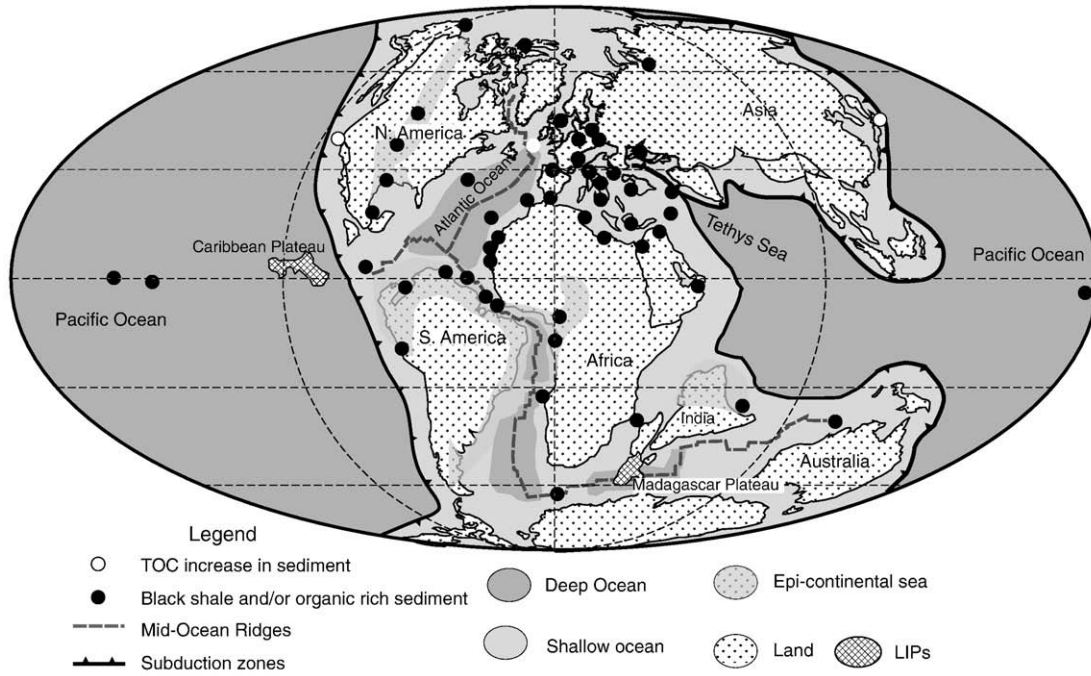 N. America
Asia
Atlantic Ocean
Tethys Sea
Caribbean Plateau
Pacific Ocean
Pacific Ocean
S. America
Africa
India
Australia
Madagascar Plateau
Legend
TOC increase in sediment
Black shale and/or organic rich sediment
Mid-Ocean Ridges
Subduction zones
Deep Ocean
Shallow ocean
Epi-continental sea
Land
LIPs